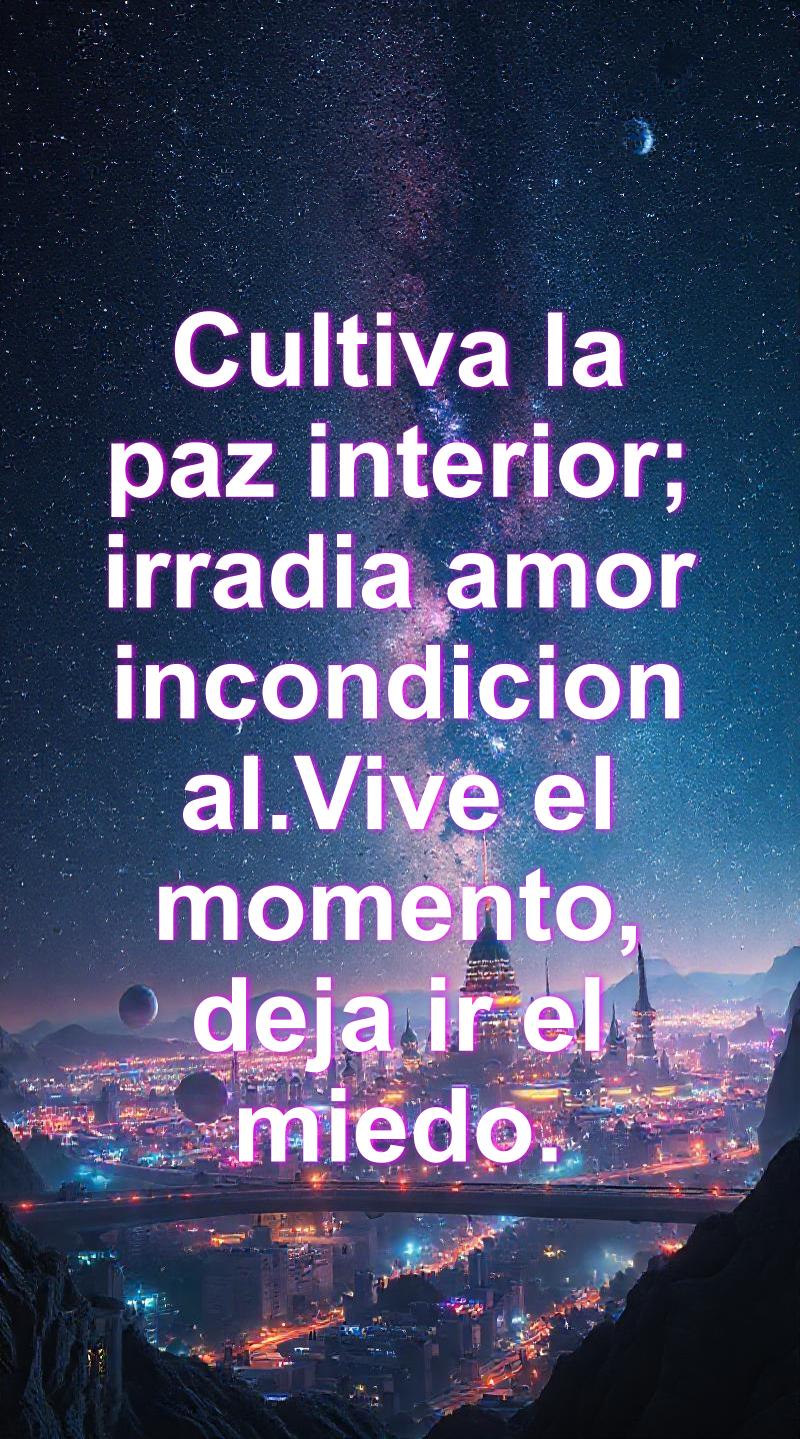 Cultiva la
paz interior;
irradia amor
incondicion
al.Vive el
momento,
deja ir el
miedo.